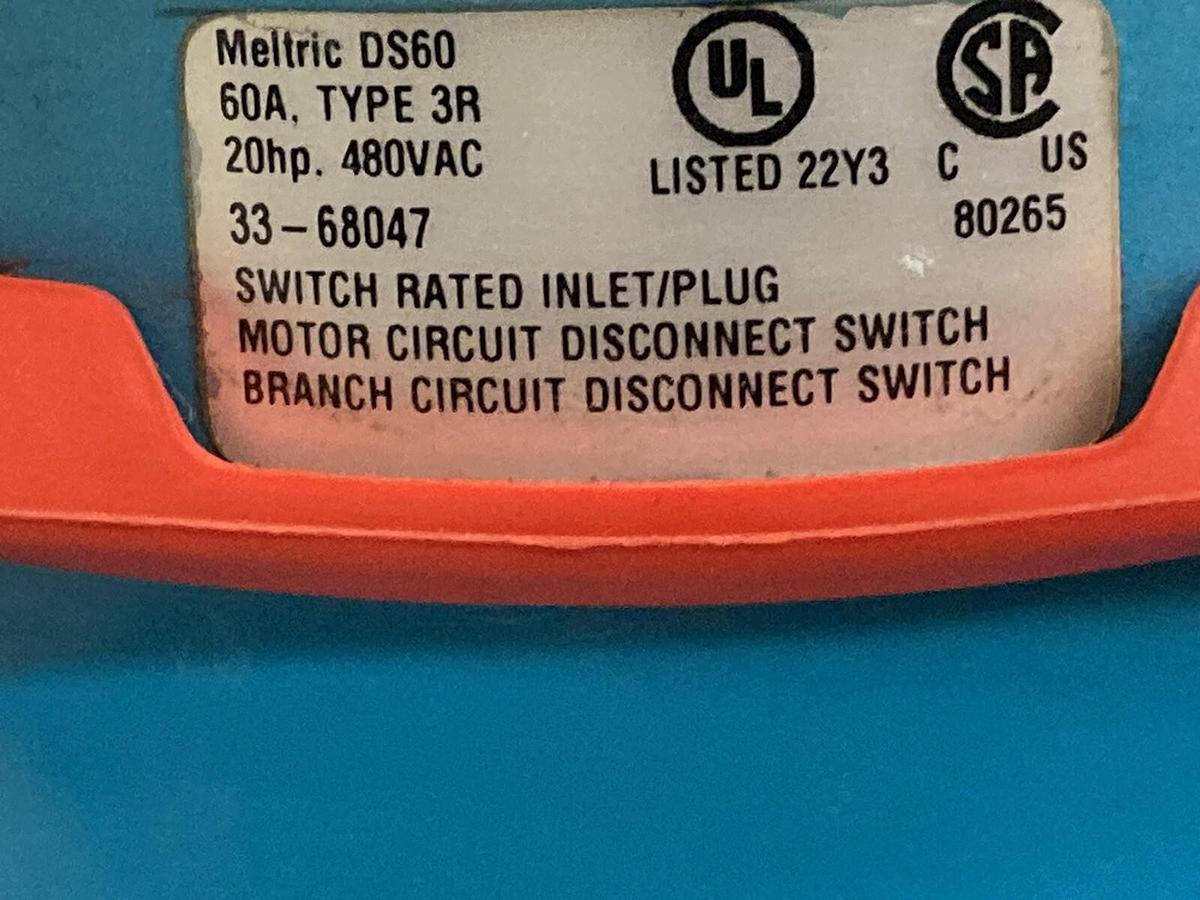 Meltric DS60
60A, TYPE 3R
20hp. 480VAC
33-68047
UL
LISTED 22Y3
SA
C US
80265
SWITCH RATED INLET/PLUG
MOTOR CIRCUIT DISCONNECT SWITCH
BRANCH CIRCUIT DISCONNECT SWITCH